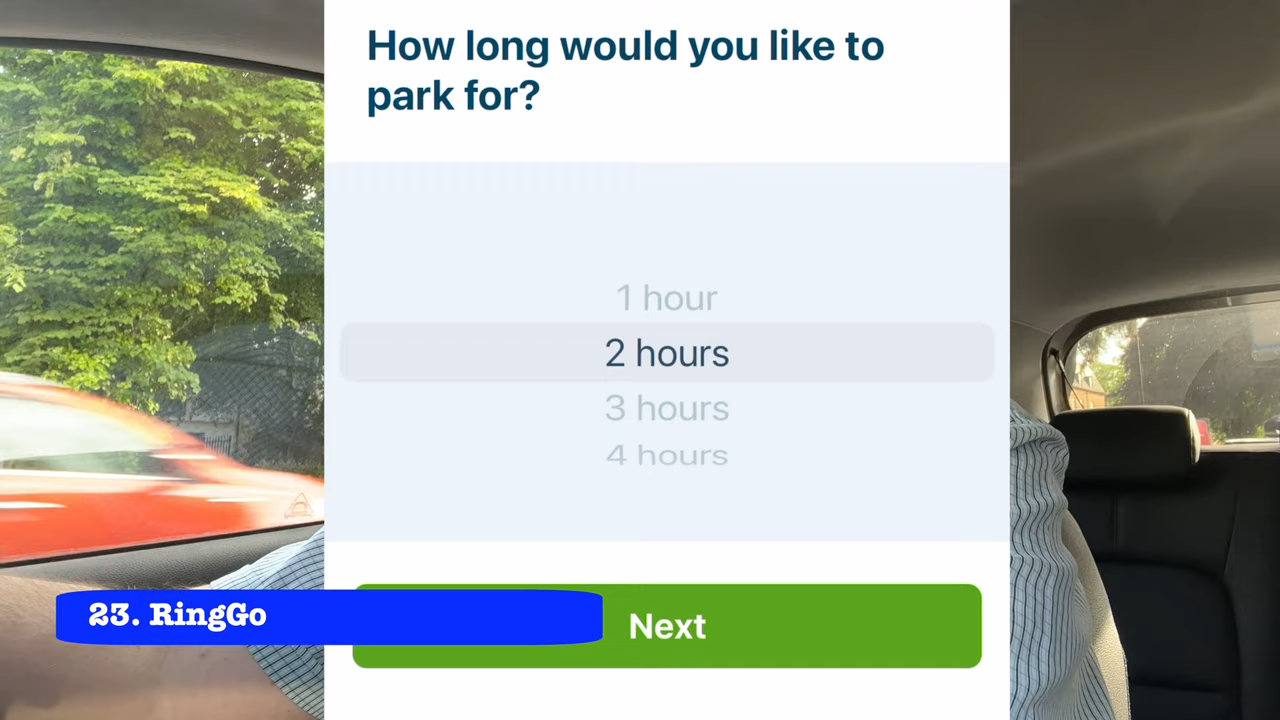 How long would you like to
park for?
1 hour
2 hours
3 hours
4 hours
Next
23. RingGo